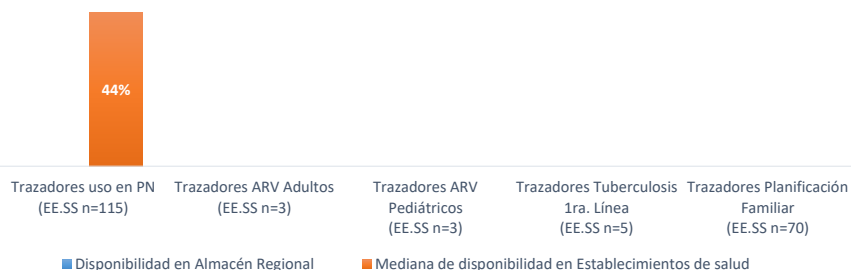 44%
Trazadores uso en PN
(EE.SS n=115)
Trazadores ARV Adultos
(EE.SS n=3)
Trazadores ARV
Pediátricos
(EE.SS n=3)
Trazadores Tuberculosis
1ra. Línea
(EE.SS n=5)
Trazadores Planificación
Familiar
(EE.SS n=70)
Disponibilidad en Almacén Regional
Mediana de disponibilidad en Establecimientos de salud